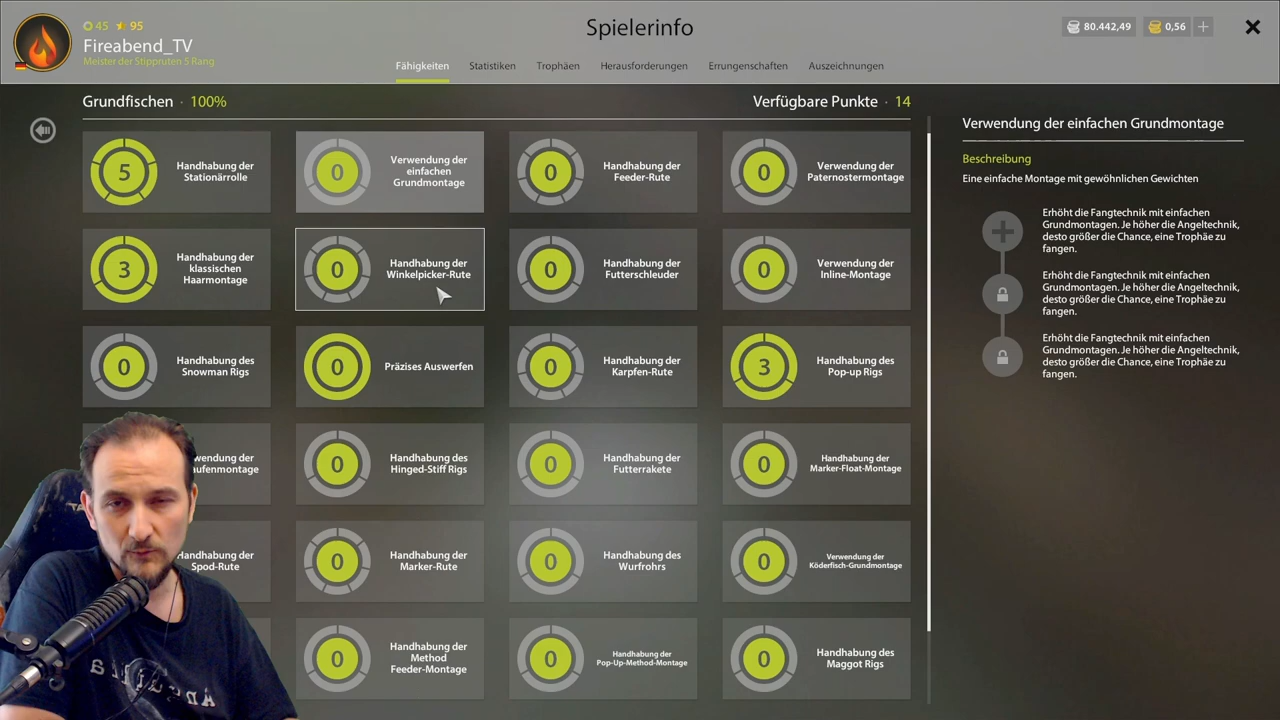 45 95
Fireabend_TV
Meister der Stippruten 5 Rang
Spielerinfo
80.442,49 0,56
Fähigkeiten Statistiken Trophäen Herausforderungen Errungenschaften Auszeichnungen
Grundfischen · 100%
Verfügbare Punkte · 14
5
Handhabung der
Stationärrolle
0
Verwendung der
einfachen
Grundmontage
0
Handhabung der
Feeder-Rute
0
Verwendung der
Paternostermontage
3
Handhabung der
klassischen
Haarmontage
0
Handhabung der
Winkelpicker-Rute
0
Handhabung der
Futterschleuder
0
Verwendung der
Inline-Montage
0
Handhabung des
Snowman Rigs
0
Präzises Auswerfen
0
Handhabung der
Karpfen-Rute
3
Handhabung des
Pop-up Rigs
wendung der
ufenmontage
0
Handhabung des
Hinged-Stiff Rigs
0
Handhabung der
Futterrakete
0
Handhabung der
Marker-Float-Montage
Handhabung der
Spod-Rute
0
Handhabung der
Marker-Rute
0
Handhabung des
Wurfrohrs
0
Verwendung der
Köderfisch-Grundmontage
0
Handhabung der
Method
Feeder-Montage
0
Handhabung der
Pop-Up-Method-Montage
0
Handhabung des
Maggot Rigs
Verwendung der einfachen Grundmontage
Beschreibung
Eine einfache Montage mit gewöhnlichen Gewichten
Erhöht die Fangtechnik mit einfachen
Grundmontagen. Je höher die Angeltechnik,
desto größer die Chance, eine Trophäe zu
fangen.
Erhöht die Fangtechnik mit einfachen
Grundmontagen. Je höher die Angeltechnik,
desto größer die Chance, eine Trophäe zu
fangen.
Erhöht die Fangtechnik mit einfachen
Grundmontagen. Je höher die Angeltechnik,
desto größer die Chance, eine Trophäe zu
fangen.